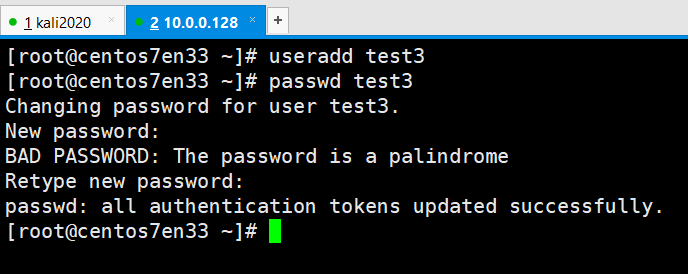 1 kali2020 × 2 10.0.0.128 × +
[root@centos7en33 ~]# useradd test3
[root@centos7en33 ~]# passwd test3
Changing password for user test3.
New password:
BAD PASSWORD: The password is a palindrome
Retype new password:
passwd: all authentication tokens updated successfully.
[root@centos7en33 ~]#